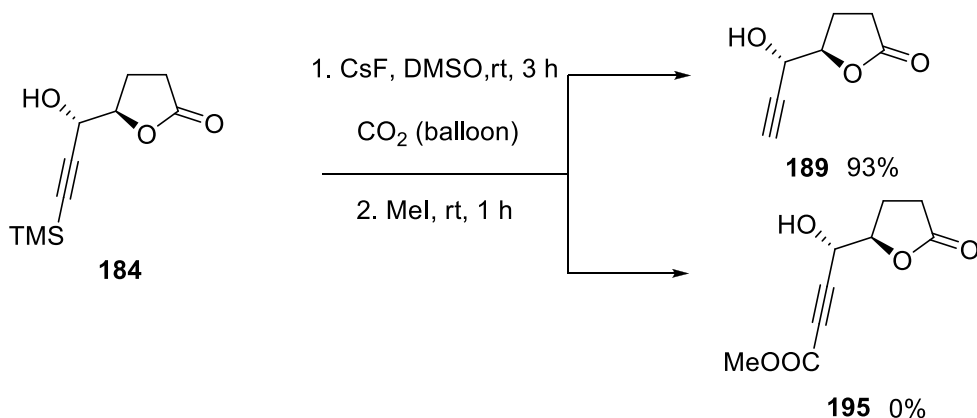 HO
O
O
TMS
184
1. CsF, DMSO,rt, 3 h
CO₂ (balloon)
2. MeI, rt, 1 h
HO
O
O
189 93%
HO
O
O
MeOOC
195 0%